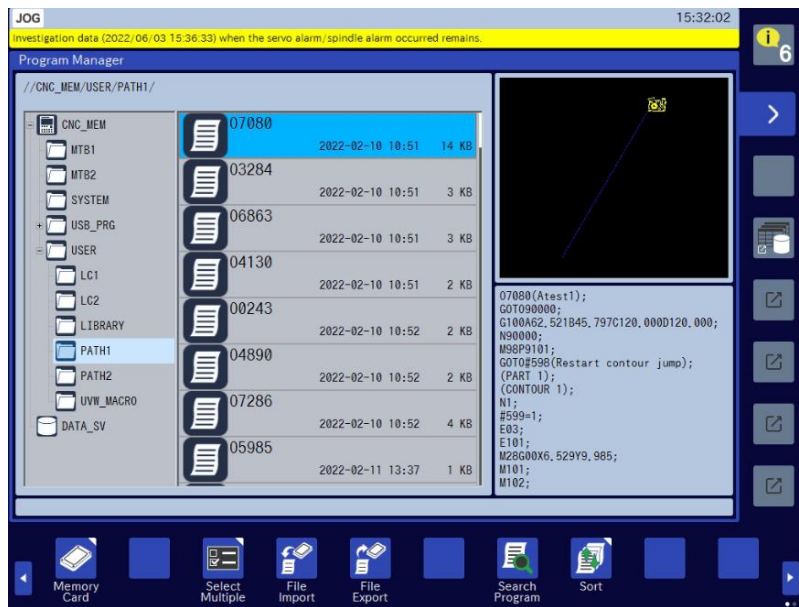 JOG
15:32:02
Investigation data (2022/06/03 15:36:33) when the servo alarm/spindle alarm occurred remains.
i
6
Program Manager
//CNC_MEM/USER/PATH1/
CNC_MEM
MTB1
MTB2
SYSTEM
USB_PRG
USER
LC1
LC2
LIBRARY
PATH1
PATH2
UVW_MACRO
DATA_SV
O7080
2022-02-10 10:51 14 KB
O3284
2022-02-10 10:51 3 KB
O6863
2022-02-10 10:51 3 KB
O4130
2022-02-10 10:51 2 KB
O0243
2022-02-10 10:52 2 KB
O4890
2022-02-10 10:52 2 KB
O7286
2022-02-10 10:52 4 KB
O5985
2022-02-11 13:37 1 KB
O7080(Atest1);
GOTO90000;
G100A62.521B45.797C120.000D120.000;
N90000;
M98P9101;
GOTO#598(Restart contour jump);
(PART 1);
(CONTOUR 1);
N1;
#599=1;
E03;
E101;
M28G00X6.529Y9.985;
M101;
M102;
Memory
Card
Select
Multiple
File
Import
File
Export
Search
Program
Sort